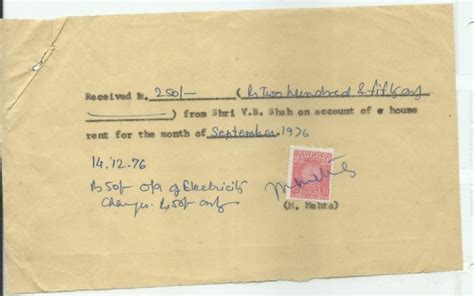 Received Rs. 250/- (Rs Two hundred & fifty only
) from Shri V.B. Shah on account of a house
rent for the month of September 1976
14.12.76
Rs 50/- o/a of Electricity
Charges. Rs 50/- only
(M. Mehta)